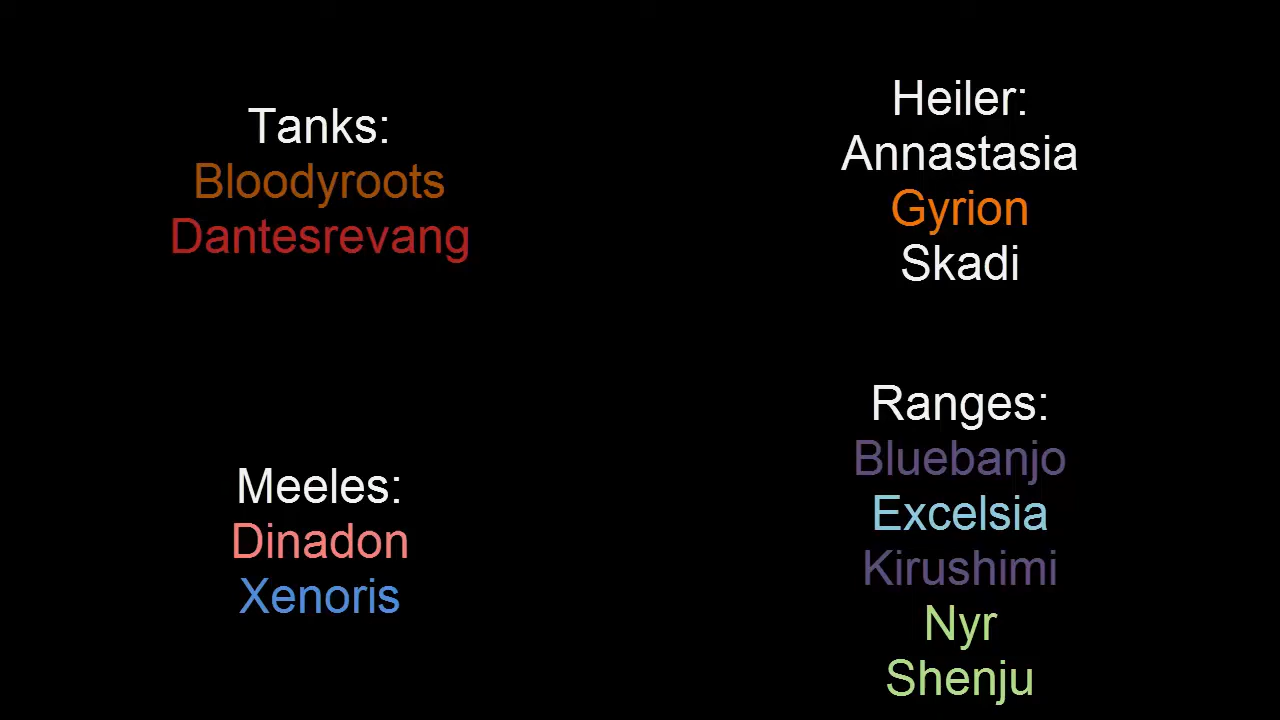 Tanks:
Bloodyroots
Dantesrevang
Heiler:
Annastasia
Gyrion
Skadi
Meeles:
Dinadon
Xenoris
Ranges:
Bluebanjo
Excelsia
Kirushimi
Nyr
Shenju